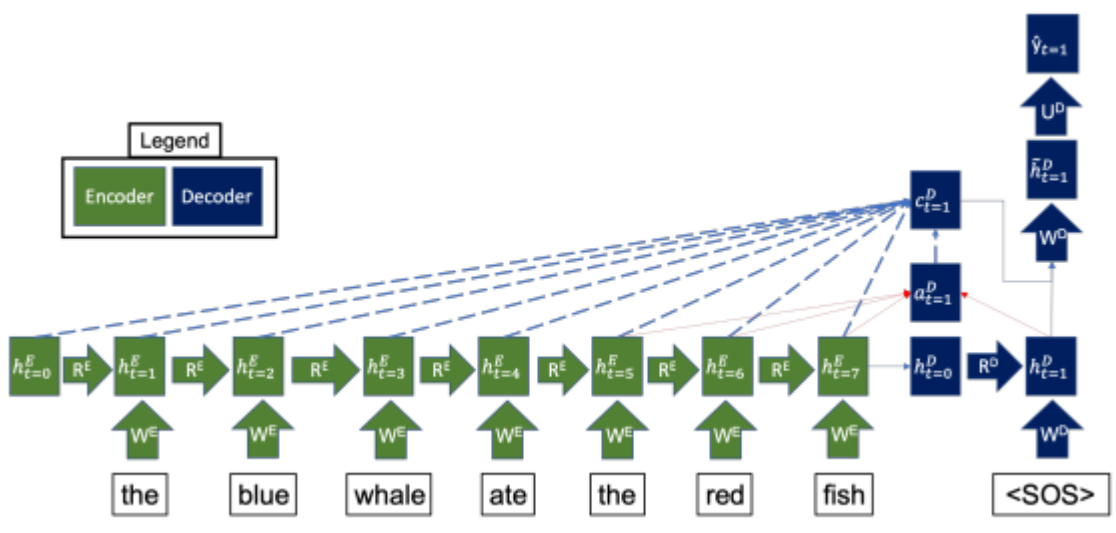 ŷₜ₌₁
Uᴰ
Legend
h̃ᴰₜ₌₁
Encoder Decoder
cᴰₜ₌₁
Wᴰ
aᴰₜ₌₁
hᴱₜ₌₀ Rᴱ hᴱₜ₌₁ Rᴱ hᴱₜ₌₂ Rᴱ hᴱₜ₌₃ Rᴱ hᴱₜ₌₄ Rᴱ hᴱₜ₌₅ Rᴱ hᴱₜ₌₆ Rᴱ hᴱₜ₌₇ hᴰₜ₌₀ Rᴰ hᴰₜ₌₁
Wᴱ Wᴱ Wᴱ Wᴱ Wᴱ Wᴱ Wᴱ Wᴰ
the blue whale ate the red fish <SOS>